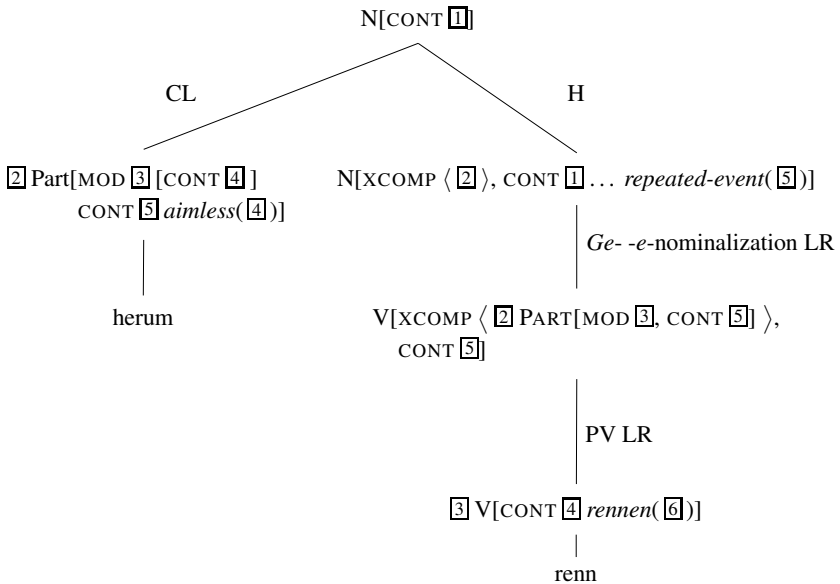 N[CONT 1]
CL
H
2 Part[MOD 3 [CONT 4]
CONT 5 aimless( 4 )]
N[XCOMP ⟨ 2 ⟩, CONT 1 … repeated-event( 5 )]
Ge- -e-nominalization LR
herum
V[XCOMP ⟨ 2 PART[MOD 3, CONT 5] ⟩,
CONT 5]
PV LR
3 V[CONT 4 rennen( 6 )]
renn